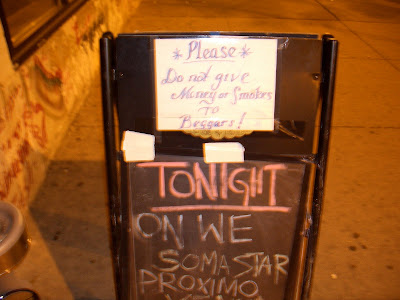 * Please *
Do not give
Money or Smokes
TO
Beggars!
TONIGHT
ON WE
SOMA STAR
PROXIMO